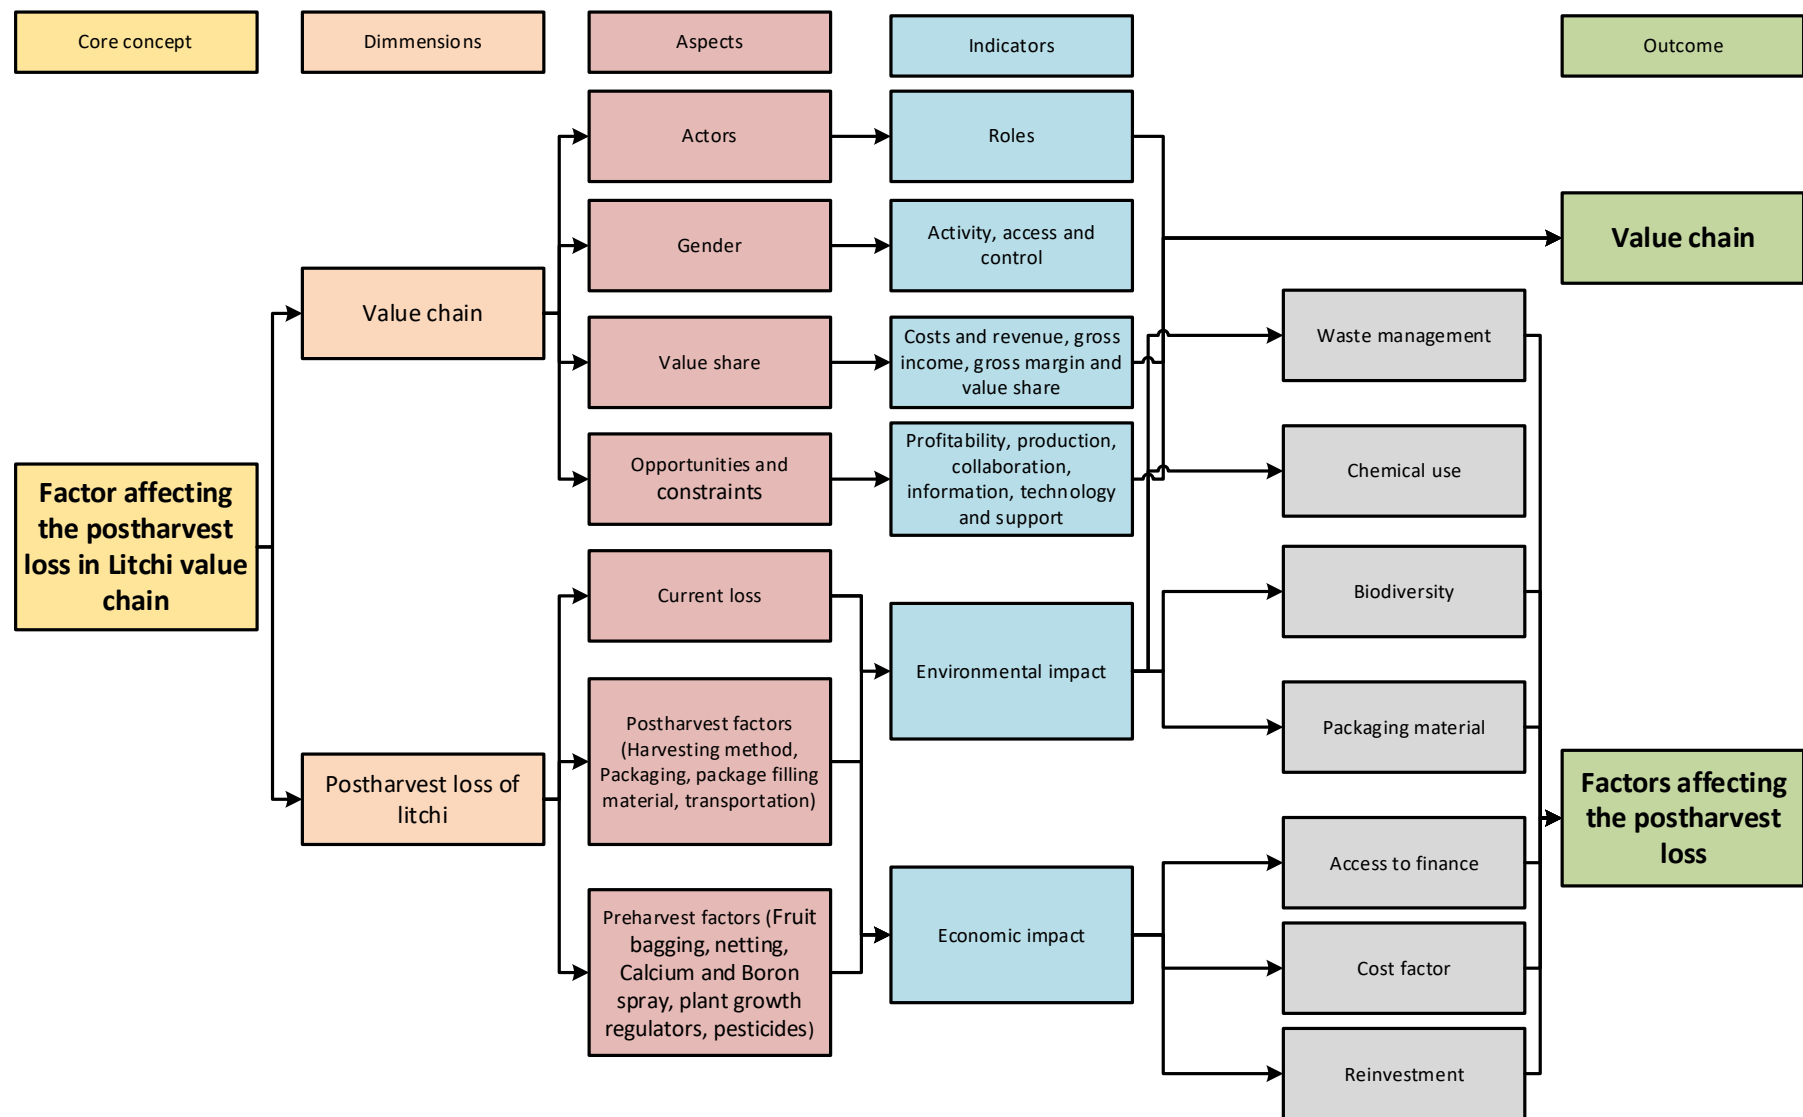 Core concept
Dimmensions
Aspects
Indicators
Outcome
Actors
Roles
Gender
Activity, access and
control
Value chain
Value chain
Value share
Costs and revenue, gross
income, gross margin and
value share
Waste management
Opportunities and
constraints
Profitability, production,
collaboration,
information, technology
and support
Chemical use
Factor affecting
the postharvest
loss in Litchi value
chain
Current loss
Environmental impact
Biodiversity
Packaging material
Postharvest factors
(Harvesting method,
Packaging, package filling
material, transportation)
Postharvest loss of
litchi
Factors affecting
the postharvest
loss
Preharvest factors (Fruit
bagging, netting,
Calcium and Boron
spray, plant growth
regulators, pesticides)
Economic impact
Access to finance
Cost factor
Reinvestment